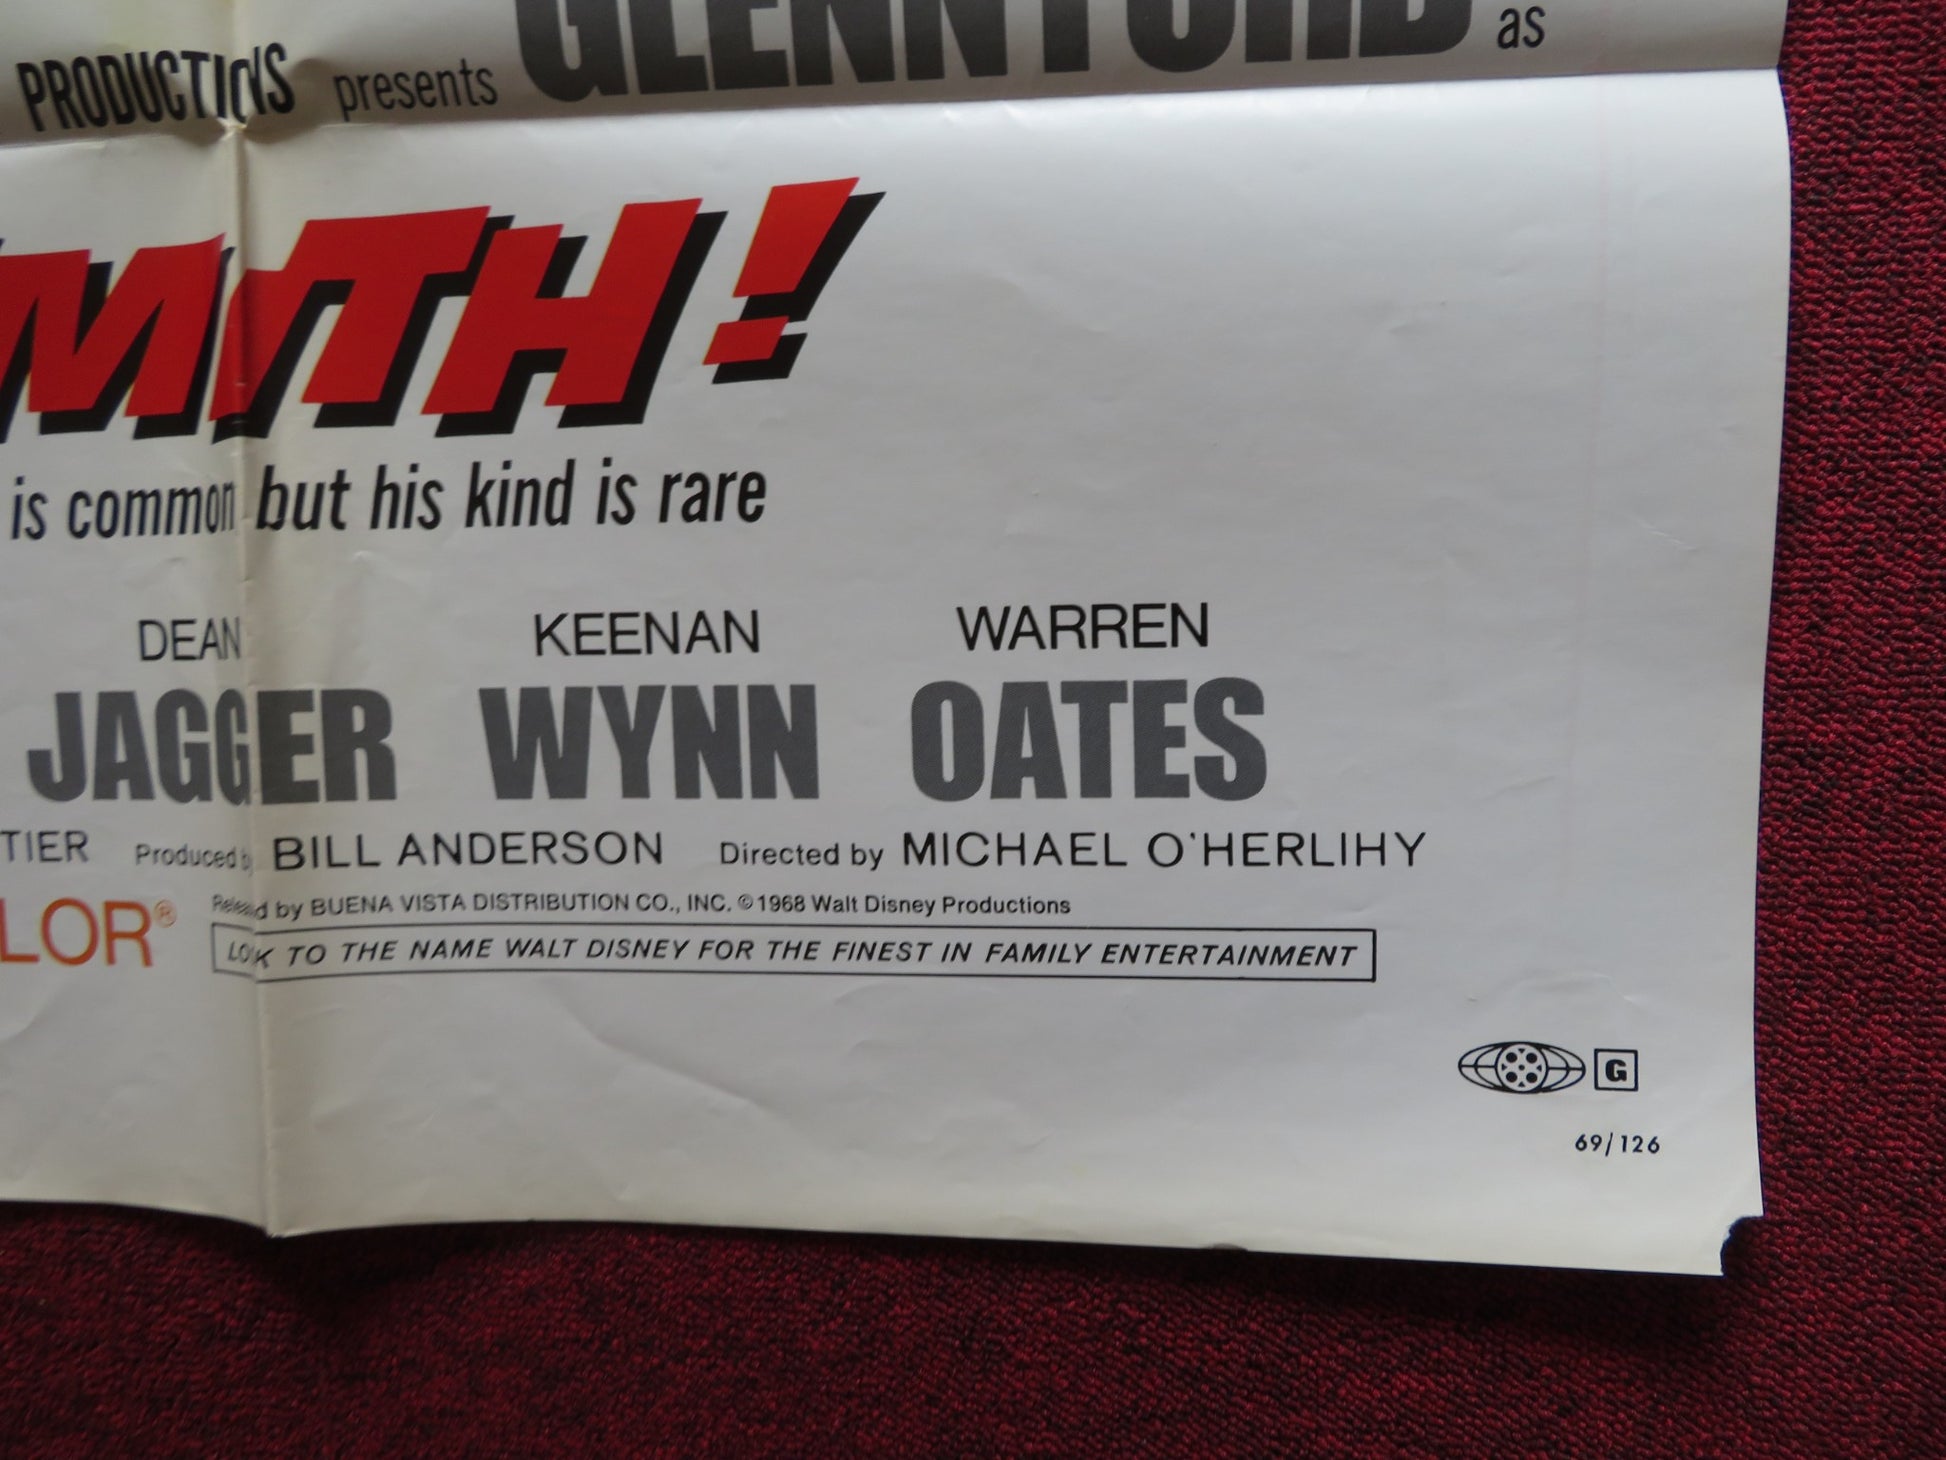 PRODUCTIONS presents GLENN FORD as
MITH!
is common but his kind is rare
DEAN KEENAN WARREN
JAGGER WYNN OATES
TIER Produced by BILL ANDERSON Directed by MICHAEL O'HERLIHY
LOR® Released by BUENA VISTA DISTRIBUTION CO., INC. ©1968 Walt Disney Productions
LOOK TO THE NAME WALT DISNEY FOR THE FINEST IN FAMILY ENTERTAINMENT
G
69/126